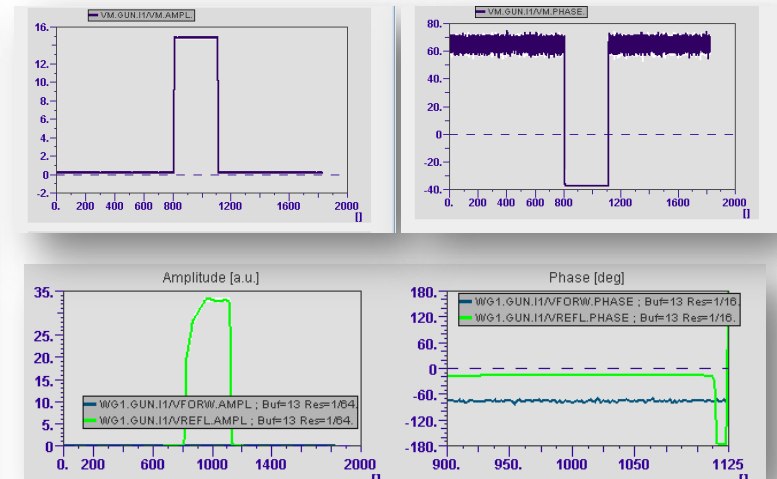 VM.GUN.I1/VM.AMPL.
16.
12.
10.
8.
6.
4.
2.
0
-2.
0. 200 400 600 800 1000 1200 1600 2000
[]
VM.GUN.I1/VM.PHASE.
80.
60.
40.
20.
0
-20.
-40.
0. 200 400 600 800 1000 1200 1600 2000
[]
Amplitude [a.u.]
35.
25.
20.
15.
10.
5.
0
WG1.GUN.I1/VFORW.AMPL ; Buf=13 Res=1/64.
WG1.GUN.I1/VREFL.AMPL ; Buf=13 Res=1/64.
0. 200 600 1000 1400 2000
[]
Phase [deg]
180.
120.
60.
0
-60.
-120.
-180.
WG1.GUN.I1/VFORW.PHASE ; Buf=13 Res=1/16.
WG1.GUN.I1/VREFL.PHASE ; Buf=13 Res=1/16.
900. 950. 1000 1050 1125
[]